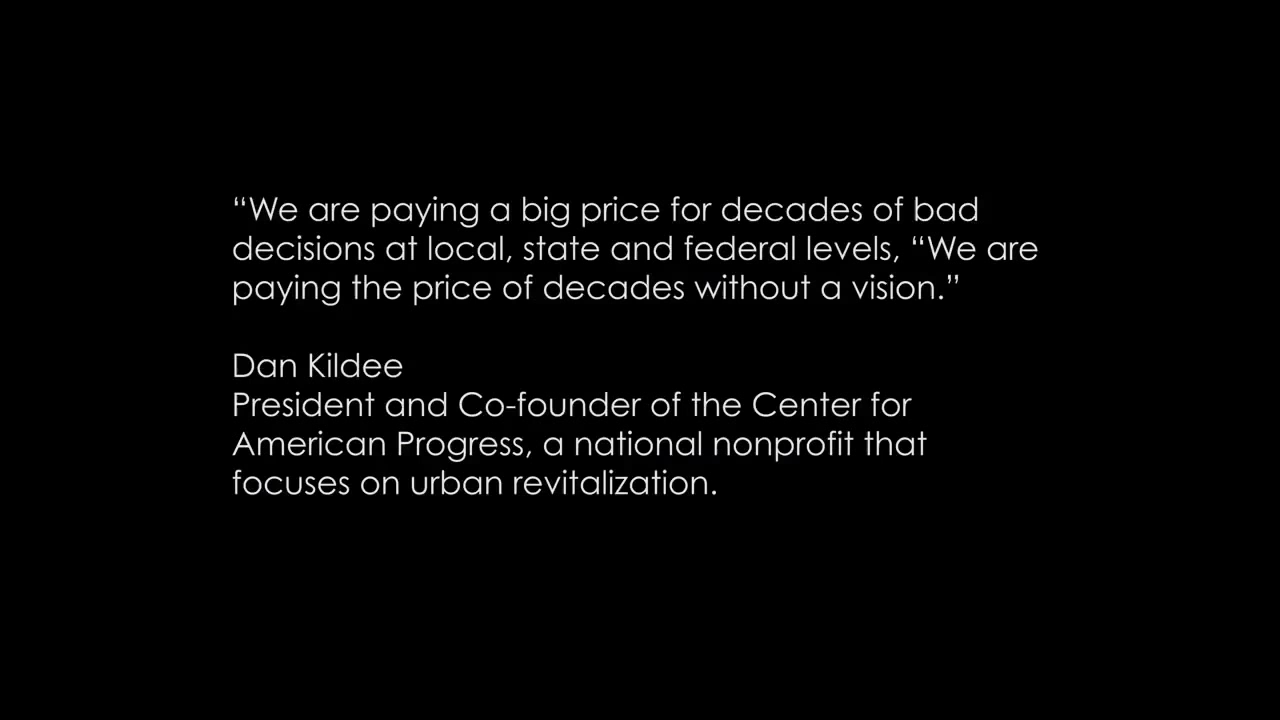 “We are paying a big price for decades of bad
decisions at local, state and federal levels, “We are
paying the price of decades without a vision.”
Dan Kildee
President and Co-founder of the Center for
American Progress, a national nonprofit that
focuses on urban revitalization.